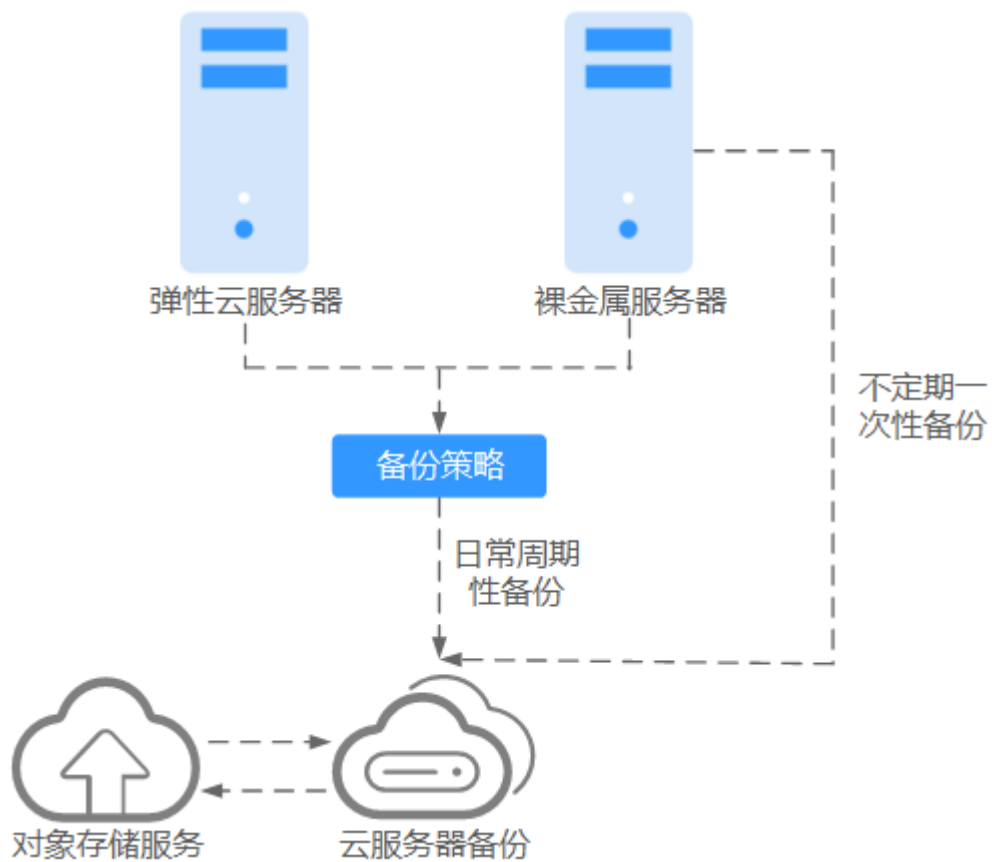 弹性云服务器
裸金属服务器
不定期一
次性备份
备份策略
日常周期
性备份
对象存储服务
云服务器备份